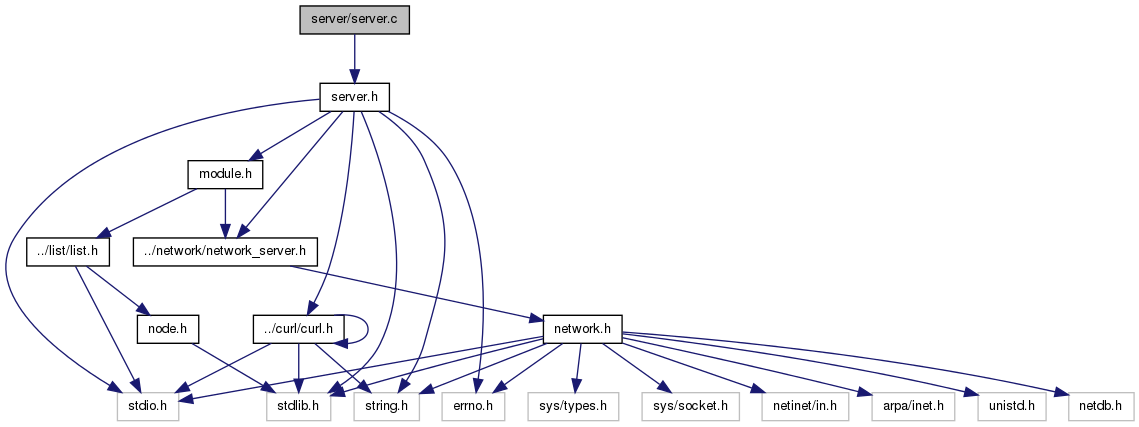 server/server.c
server.h
module.h
../list/list.h
../network/network_server.h
node.h
../curl/curl.h
network.h
stdio.h
stdlib.h
string.h
errno.h
sys/types.h
sys/socket.h
netinet/in.h
arpa/inet.h
unistd.h
netdb.h